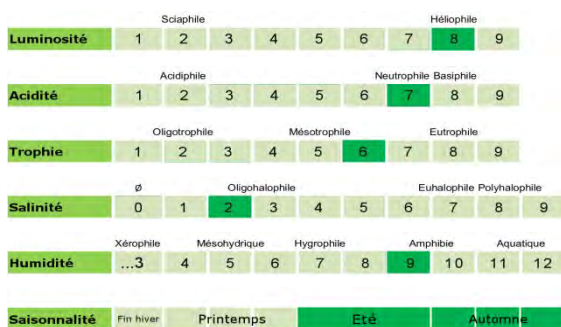 Sciaphile Héliophile
Luminosité 1 2 3 4 5 6 7 8 9
Acidiphile Neutrophile Basiphile
Acidité 1 2 3 4 5 6 7 8 9
Oligotrophile Mésotrophile Eutrophile
Trophie 1 2 3 4 5 6 7 8 9
Ø Oligohalophile Euhalophile Polyhalophile
Salinité 0 1 2 3 4 5 6 7 8 9
Xérophile Mésohydrique Hygrophile Amphibie Aquatique
Humidité ...3 4 5 6 7 8 9 10 11 12
Saisonnalité Fin hiver Printemps Eté Automne